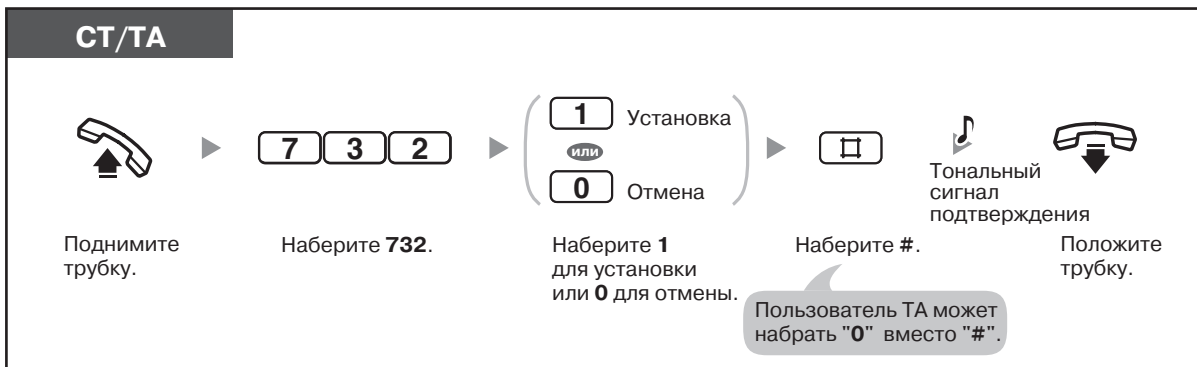 СТ/ТА
7 3 2
1 Установка
или
0 Отмена
Тональный
сигнал
подтверждения
Поднимите
трубку.
Наберите 732.
Наберите 1
для установки
или 0 для отмены.
Наберите #.
Положите
трубку.
Пользователь ТА может
набрать "0" вместо "#".